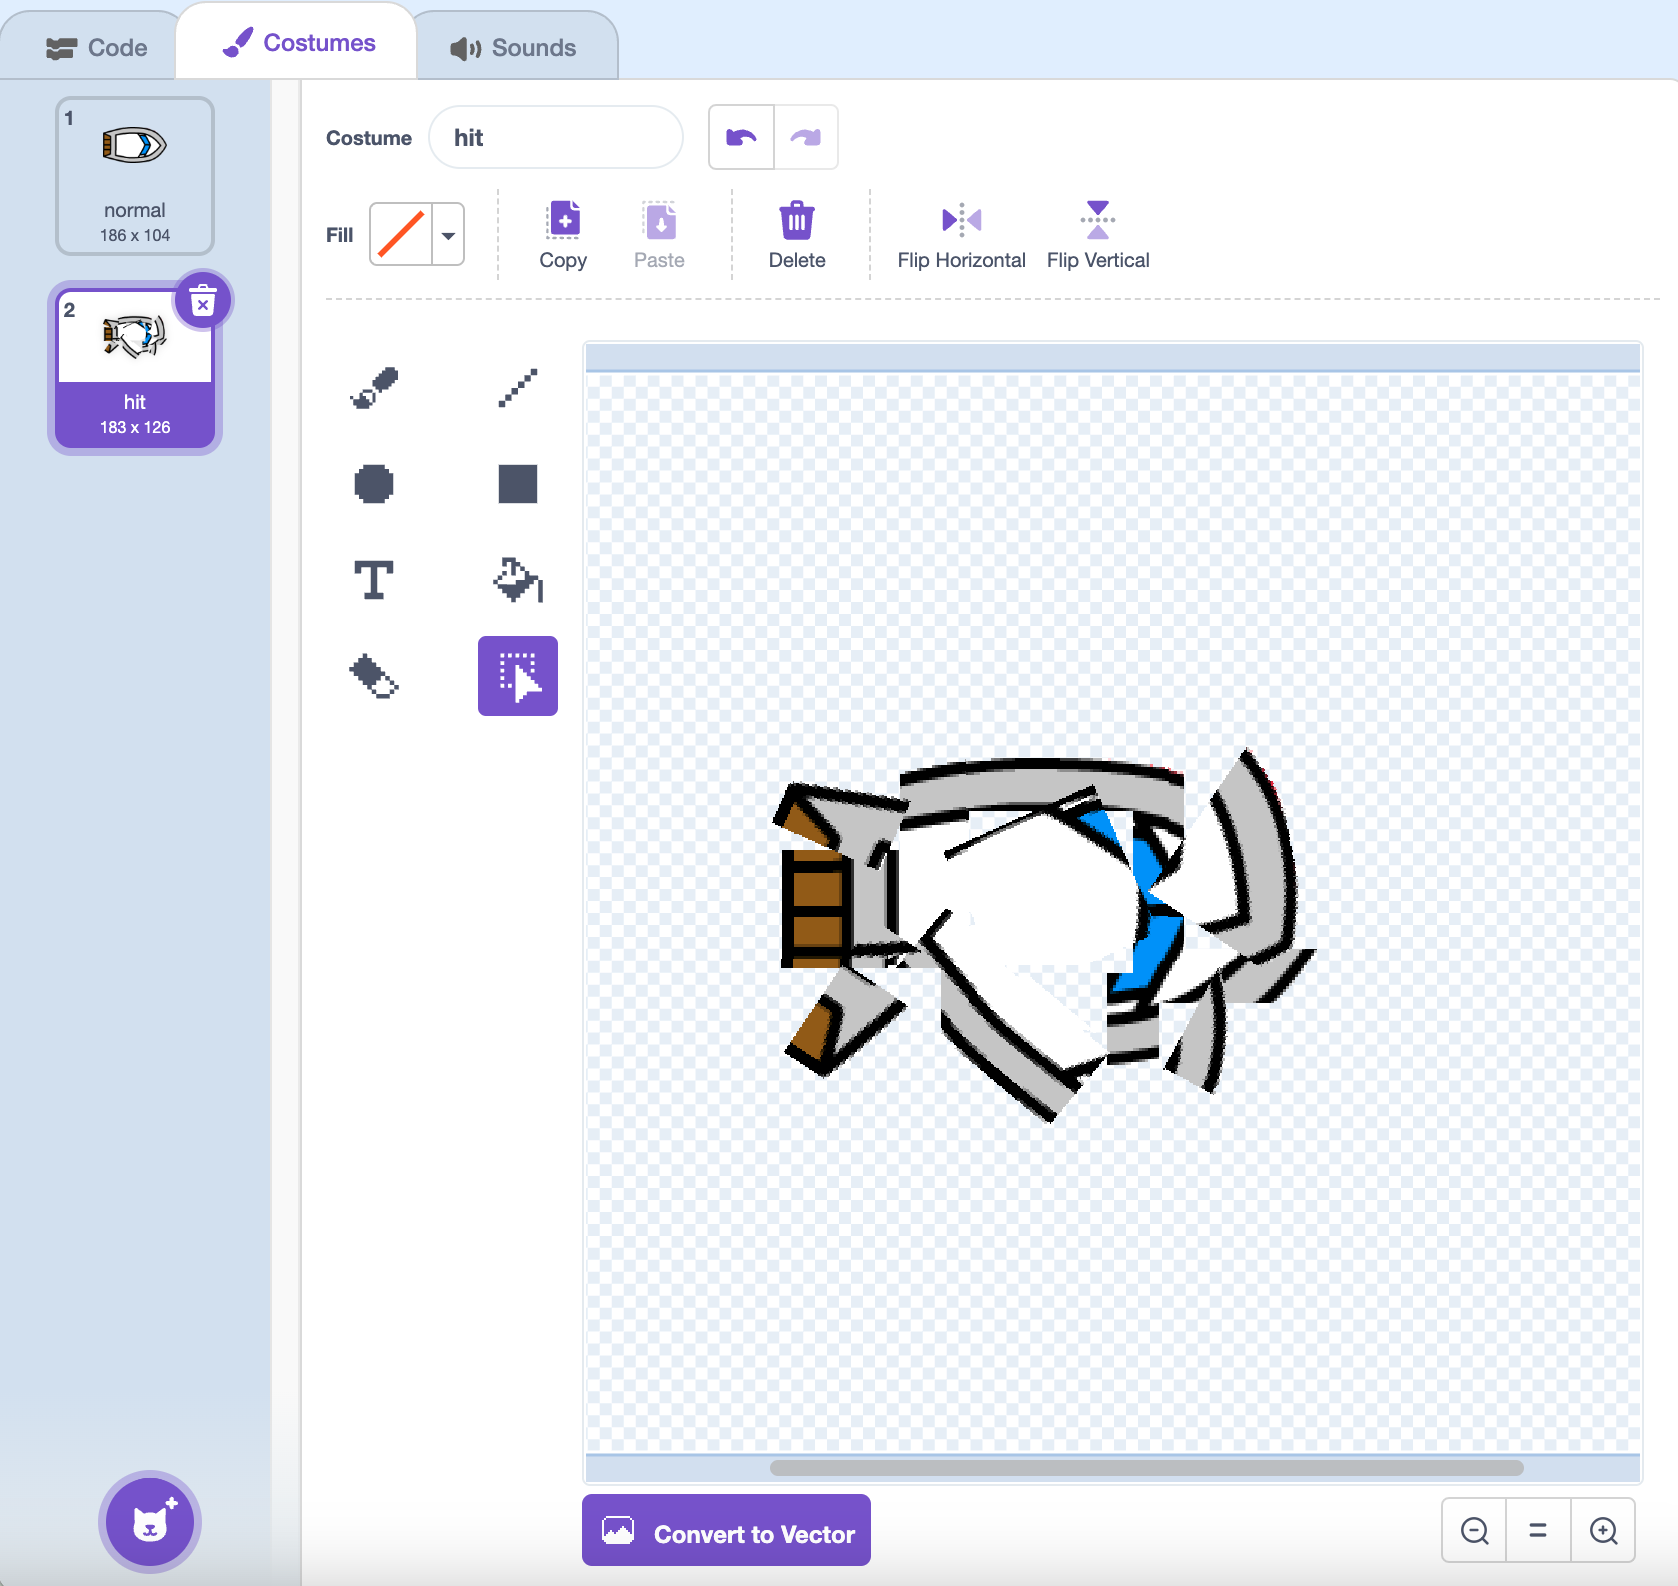 Code
Costumes
Sounds
1
normal
186 x 104
2
hit
183 x 126
Costume
hit
Fill
Copy
Paste
Delete
Flip Horizontal
Flip Vertical
T
Convert to Vector